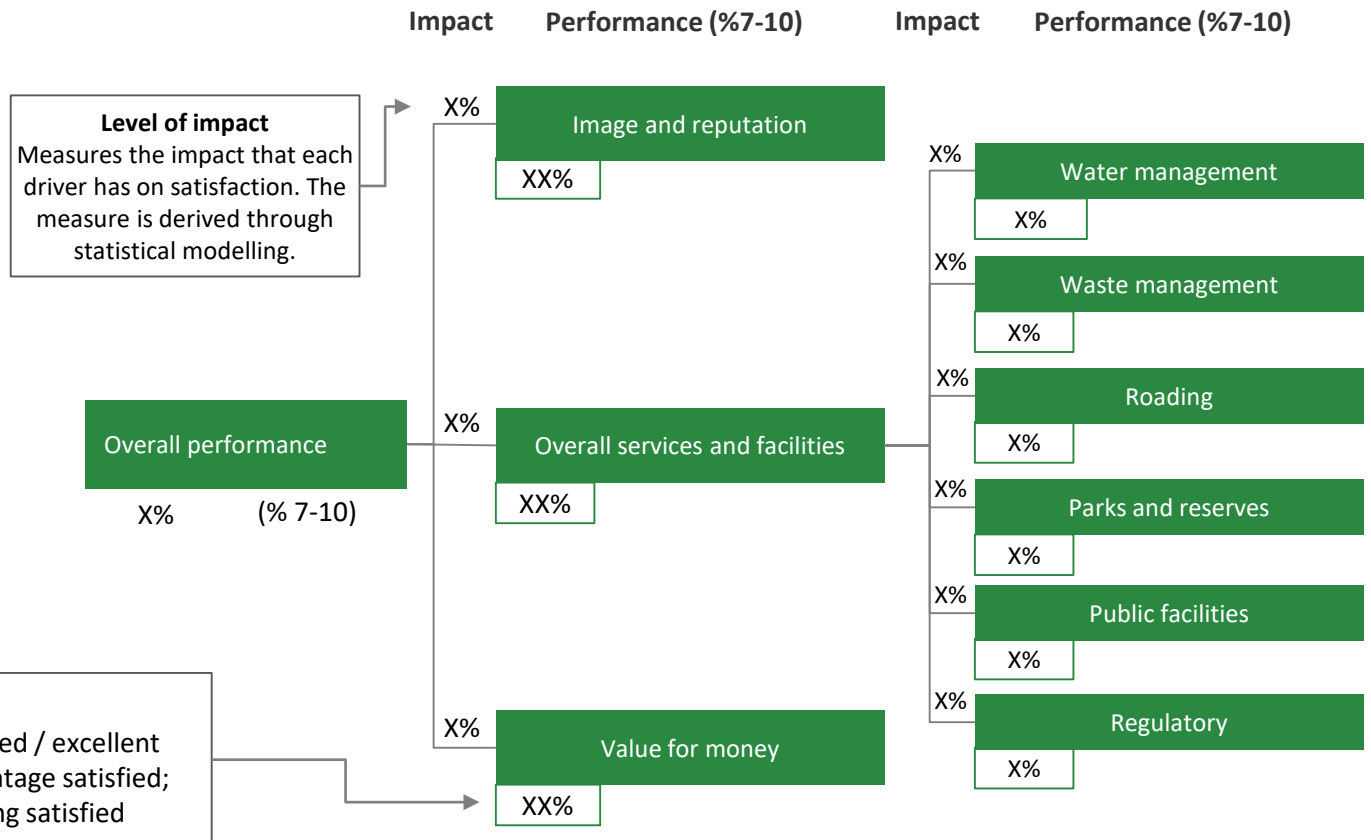 Impact Performance (%7-10) Impact Performance (%7-10)
Level of impact
Measures the impact that each
driver has on satisfaction. The
measure is derived through
statistical modelling.
X%
Image and reputation
XX%
X%
Water management
X%
X%
Waste management
X%
X%
Roading
X%
Overall performance
X% (% 7-10)
X%
Overall services and facilities
XX%
X%
Parks and reserves
X%
X%
Public facilities
X%
X%
Regulatory
X%
X%
Value for money
XX%
ed / excellent
ntage satisfied;
ng satisfied